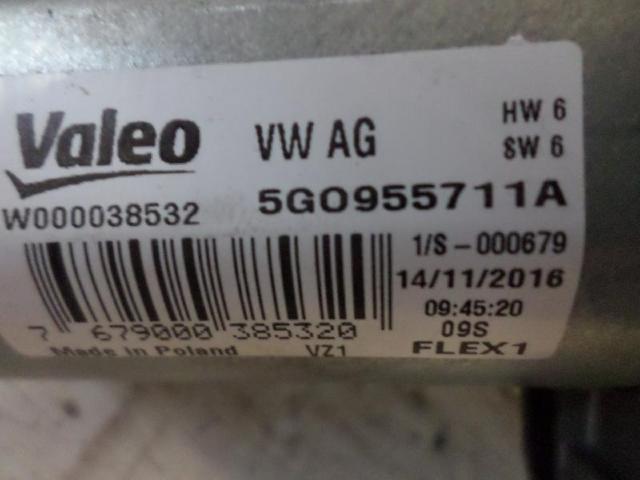 Valeo VW AG HW 6
SW 6
W000038532 5G0955711A
1/S-000679
14/11/2016
09:45:20
7 679000 385320 09S
Made in Poland VZ1 FLEX1